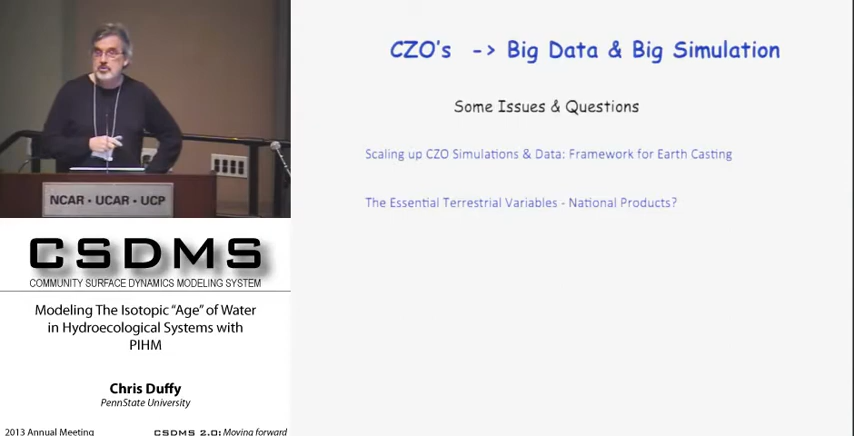 NCAR • UCAR • UCP
CSDMS
COMMUNITY SURFACE DYNAMICS MODELING SYSTEM
Modeling The Isotopic “Age” of Water
in Hydroecological Systems with
PIHM
Chris Duffy
PennState University
2013 Annual Meeting
CSDMS 2.0: Moving forward
CZO's -> Big Data & Big Simulation
Some Issues & Questions
Scaling up CZO Simulations & Data: Framework for Earth Casting
The Essential Terrestrial Variables - National Products?